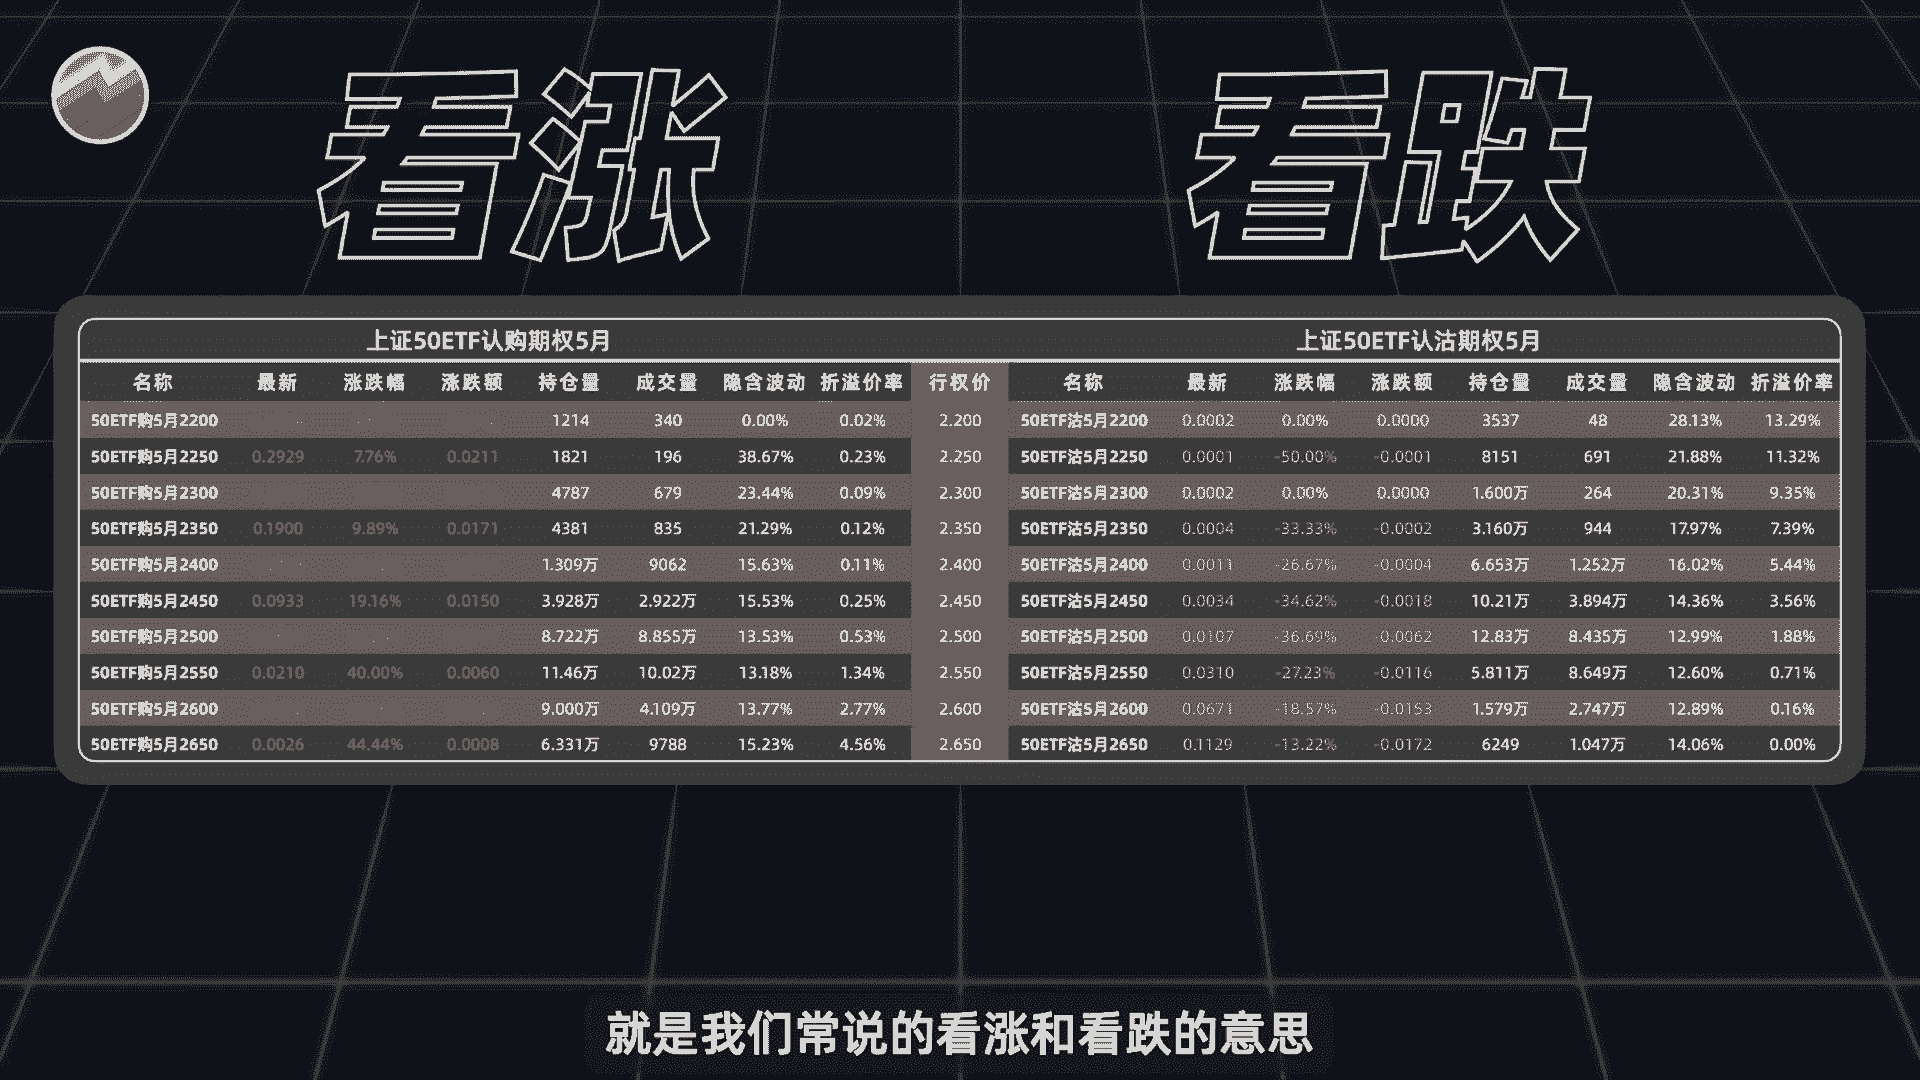 看涨 看跌
上证50ETF认购期权5月 上证50ETF认沽期权5月
名称 最新 涨跌幅 涨跌额 持仓量 成交量 隐含波动 折溢价率 行权价 名称 最新 涨跌幅 涨跌额 持仓量 成交量 隐含波动 折溢价率
50ETF购5月2200 1214 340 0.00% 0.02% 2.200 50ETF沽5月2200 0.0002 0.00% 0.0000 3537 48 28.13% 13.29%
50ETF购5月2250 0.2929 7.76% 0.0211 1821 196 38.67% 0.23% 2.250 50ETF沽5月2250 0.0001 -50.00% -0.0001 8151 691 21.88% 11.32%
50ETF购5月2300 4787 679 23.44% 0.09% 2.300 50ETF沽5月2300 0.0002 0.00% 0.0000 1.600万 264 20.31% 9.35%
50ETF购5月2350 0.1900 9.89% 0.0171 4381 835 21.29% 0.12% 2.350 50ETF沽5月2350 0.0004 -33.33% -0.0002 3.160万 944 17.97% 7.39%
50ETF购5月2400 1.309万 9062 15.63% 0.11% 2.400 50ETF沽5月2400 0.0011 -26.67% -0.0004 6.653万 1.252万 16.02% 5.44%
50ETF购5月2450 0.0933 19.16% 0.0150 3.928万 2.922万 15.53% 0.25% 2.450 50ETF沽5月2450 0.0034 -34.62% -0.0018 10.21万 3.894万 14.36% 3.56%
50ETF购5月2500 8.722万 8.855万 13.53% 0.53% 2.500 50ETF沽5月2500 0.0107 -36.69% -0.0062 12.83万 8.435万 12.99% 1.88%
50ETF购5月2550 0.0210 40.00% 0.0060 11.46万 10.02万 13.18% 1.34% 2.550 50ETF沽5月2550 0.0310 -27.23% -0.0116 5.811万 8.649万 12.60% 0.71%
50ETF购5月2600 9.000万 4.109万 13.77% 2.77% 2.600 50ETF沽5月2600 0.0671 -18.57% -0.0153 1.579万 2.747万 12.89% 0.16%
50ETF购5月2650 0.0026 44.44% 0.0008 6.331万 9788 15.23% 4.56% 2.650 50ETF沽5月2650 0.1129 -13.22% -0.0172 6249 1.047万 14.06% 0.00%
就是我们常说的看涨和看跌的意思